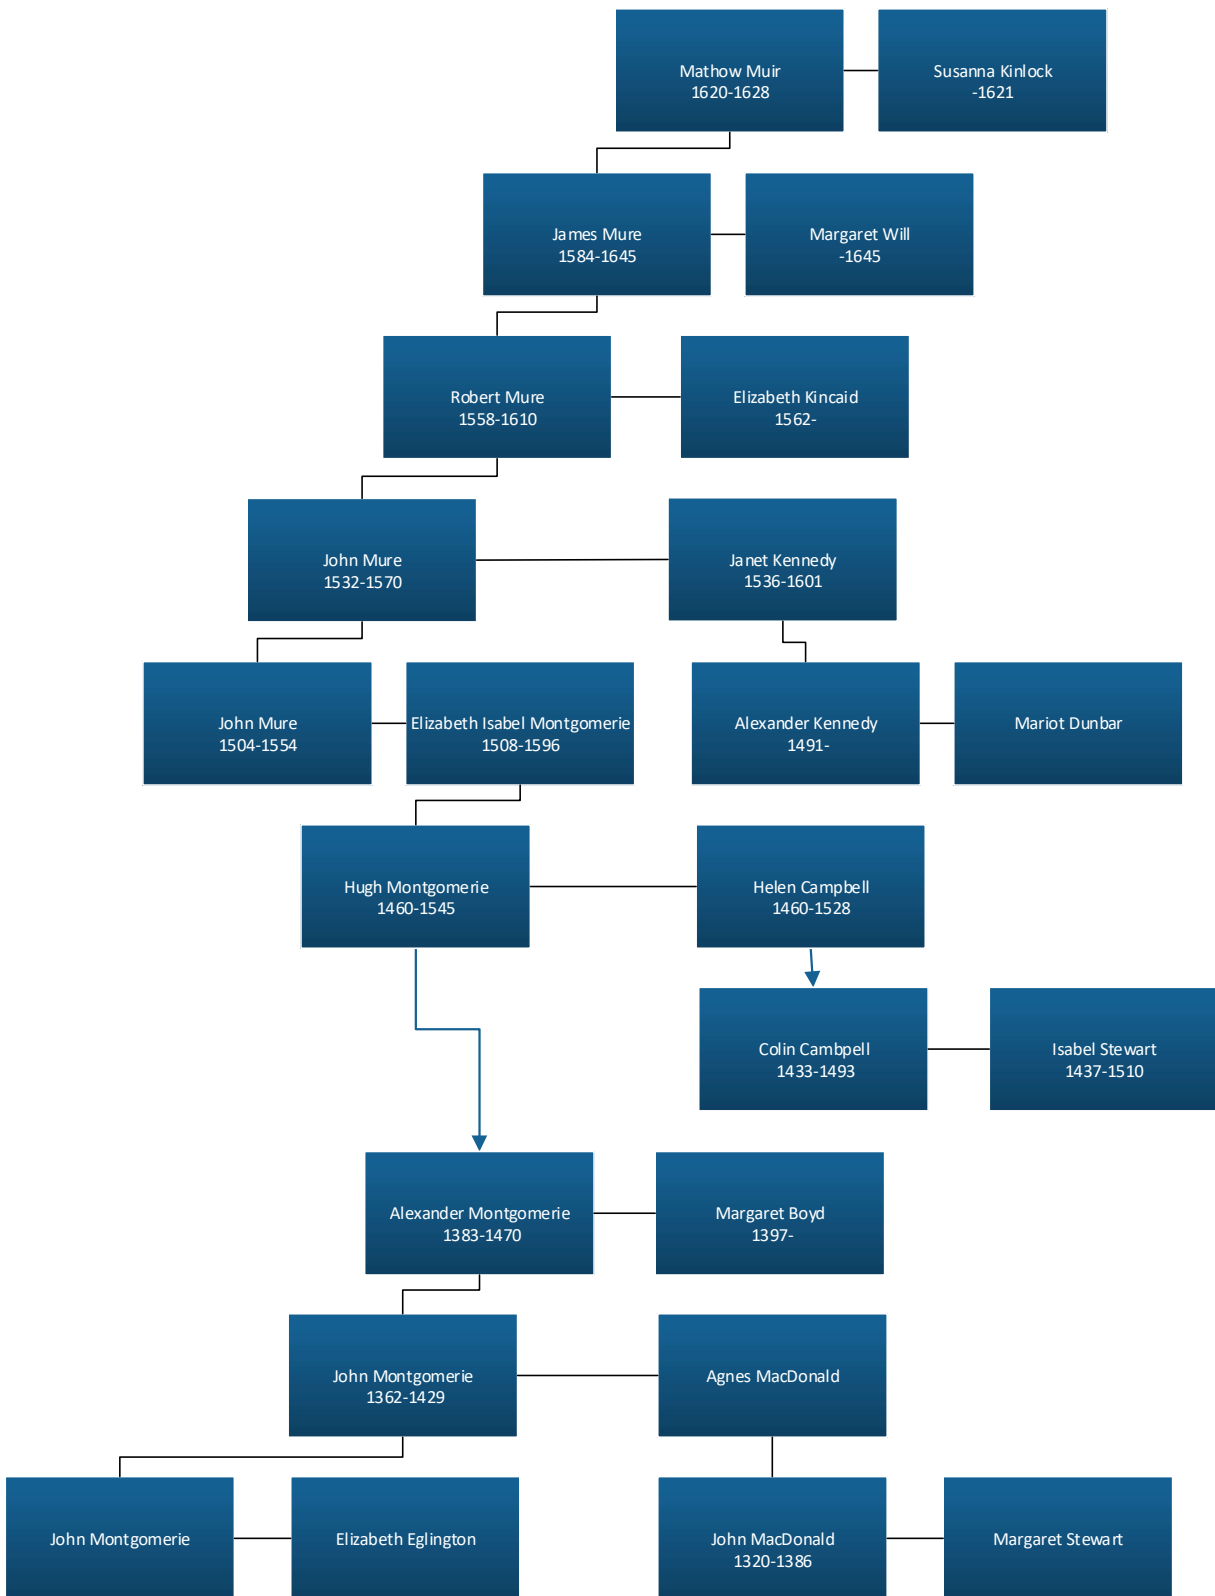 Mathow Muir
1620-1628
Susanna Kinlock
-1621
James Mure
1584-1645
Margaret Will
-1645
Robert Mure
1558-1610
Elizabeth Kincaid
1562-
John Mure
1532-1570
Janet Kennedy
1536-1601
John Mure
1504-1554
Elizabeth Isabel Montgomerie
1508-1596
Alexander Kennedy
1491-
Mariot Dunbar
Hugh Montgomerie
1460-1545
Helen Campbell
1460-1528
Colin Cambpell
1433-1493
Isabel Stewart
1437-1510
Alexander Montgomerie
1383-1470
Margaret Boyd
1397-
John Montgomerie
1362-1429
Agnes MacDonald
John Montgomerie
Elizabeth Eglington
John MacDonald
1320-1386
Margaret Stewart